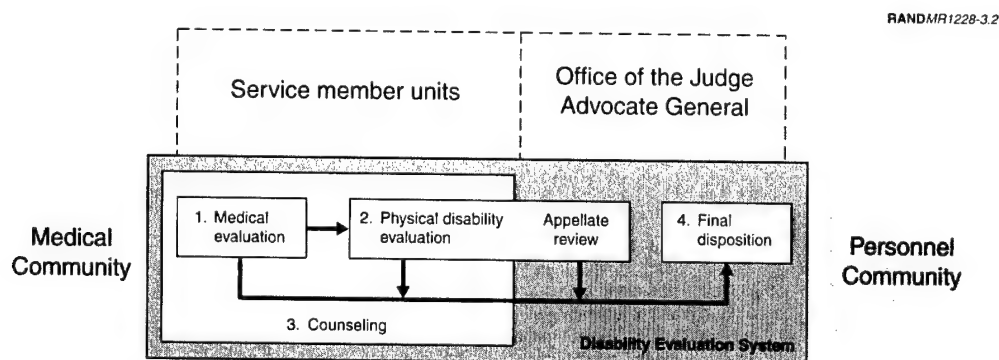 RANDMR1228-3.2
Service member units
Office of the Judge
Advocate General
Medical
Community
1. Medical
evaluation
2. Physical disability
evaluation
Appellate
review
4. Final
disposition
Personnel
Community
3. Counseling
Disability Evaluation System